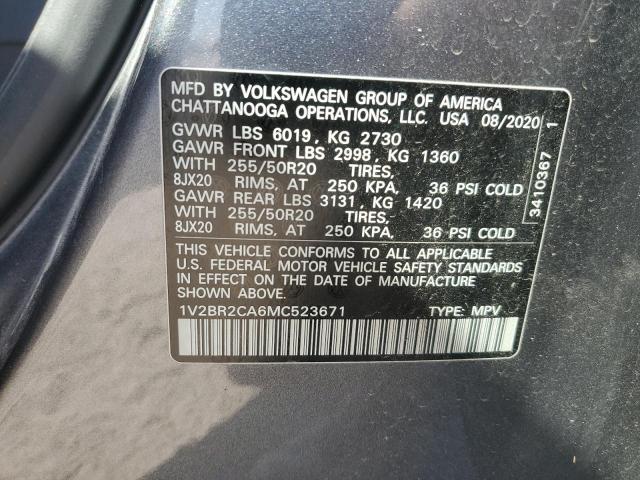 MFD BY VOLKSWAGEN GROUP OF AMERICA
CHATTANOOGA OPERATIONS, LLC. USA 08/2020
GVWR LBS 6019, KG 2730
GAWR FRONT LBS 2998, KG 1360
WITH 255/50R20 TIRES,
8JX20 RIMS, AT 250 KPA, 36 PSI COLD
GAWR REAR LBS 3131, KG 1420
WITH 255/50R20 TIRES,
8JX20 RIMS, AT 250 KPA, 36 PSI COLD
THIS VEHICLE CONFORMS TO ALL APPLICABLE
U.S. FEDERAL MOTOR VEHICLE SAFETY STANDARDS
IN EFFECT ON THE DATE OF MANUFACTURE
SHOWN ABOVE.
1V2BR2CA6MC523671 TYPE: MPV
3410367 1